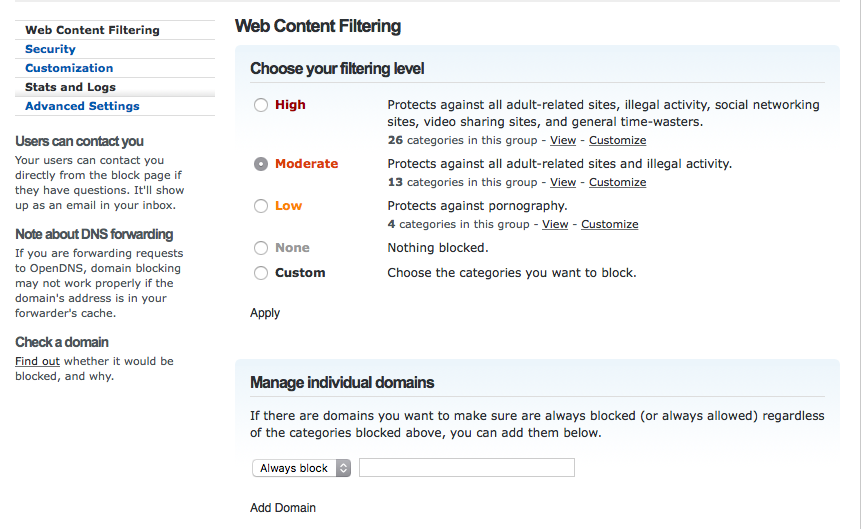 Web Content Filtering
Security
Customization
Stats and Logs
Advanced Settings
Users can contact you
Your users can contact you
directly from the block page if
they have questions. It'll show
up as an email in your inbox.
Note about DNS forwarding
If you are forwarding requests
to OpenDNS, domain blocking
may not work properly if the
domain's address is in your
forwarder's cache.
Check a domain
Find out whether it would be
blocked, and why.
Web Content Filtering
Choose your filtering level
High Protects against all adult-related sites, illegal activity, social networking
sites, video sharing sites, and general time-wasters.
26 categories in this group - View - Customize
Moderate Protects against all adult-related sites and illegal activity.
13 categories in this group - View - Customize
Low Protects against pornography.
4 categories in this group - View - Customize
None Nothing blocked.
Custom Choose the categories you want to block.
Apply
Manage individual domains
If there are domains you want to make sure are always blocked (or always allowed) regardless
of the categories blocked above, you can add them below.
Always block
Add Domain